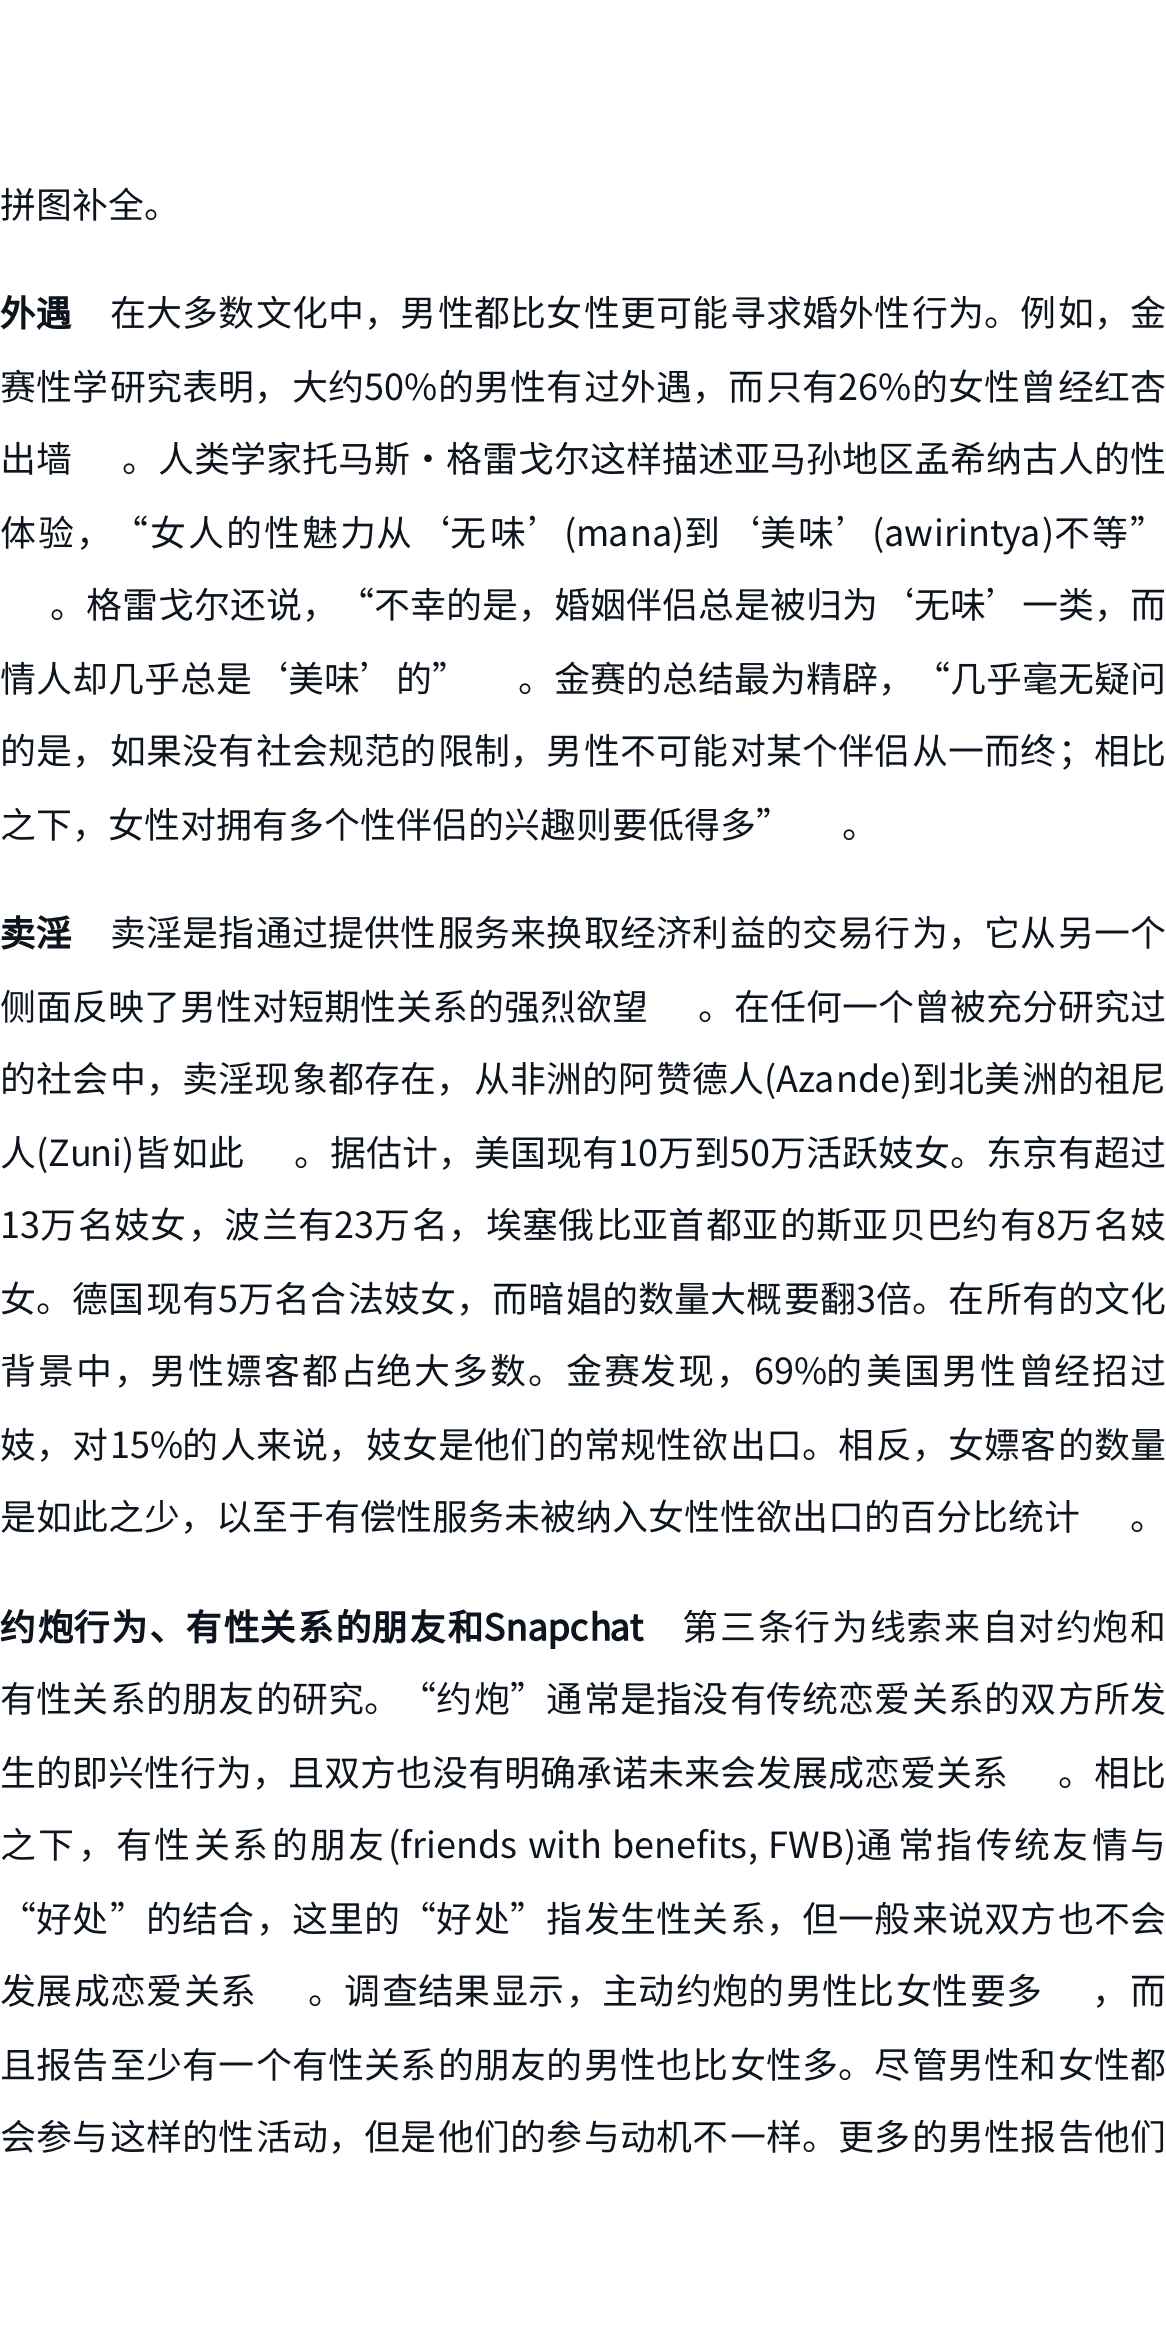 拼图补全。
外遇　在大多数文化中，男性都比女性更可能寻求婚外性行为。例如，金
赛性学研究表明，大约50%的男性有过外遇，而只有26%的女性曾经红杏
出墙　。人类学家托马斯·格雷戈尔这样描述亚马孙地区孟希纳古人的性
体验，“女人的性魅力从‘无味’(mana)到‘美味’(awirintya)不等”
　。格雷戈尔还说，“不幸的是，婚姻伴侣总是被归为‘无味’一类，而
情人却几乎总是‘美味’的”　。金赛的总结最为精辟，“几乎毫无疑问
的是，如果没有社会规范的限制，男性不可能对某个伴侣从一而终；相比
之下，女性对拥有多个性伴侣的兴趣则要低得多”　。
卖淫　卖淫是指通过提供性服务来换取经济利益的交易行为，它从另一个
侧面反映了男性对短期性关系的强烈欲望　。在任何一个曾被充分研究过
的社会中，卖淫现象都存在，从非洲的阿赞德人(Azande)到北美洲的祖尼
人(Zuni)皆如此　。据估计，美国现有10万到50万活跃妓女。东京有超过
13万名妓女，波兰有23万名，埃塞俄比亚首都亚的斯亚贝巴约有8万名妓
女。德国现有5万名合法妓女，而暗娼的数量大概要翻3倍。在所有的文化
背景中，男性嫖客都占绝大多数。金赛发现，69%的美国男性曾经招过
妓，对15%的人来说，妓女是他们的常规性欲出口。相反，女嫖客的数量
是如此之少，以至于有偿性服务未被纳入女性性欲出口的百分比统计　。
约炮行为、有性关系的朋友和Snapchat　第三条行为线索来自对约炮和
有性关系的朋友的研究。“约炮”通常是指没有传统恋爱关系的双方所发
生的即兴性行为，且双方也没有明确承诺未来会发展成恋爱关系　。相比
之下，有性关系的朋友(friends with benefits, FWB)通常指传统友情与
“好处”的结合，这里的“好处”指发生性关系，但一般来说双方也不会
发展成恋爱关系　。调查结果显示，主动约炮的男性比女性要多　，而
且报告至少有一个有性关系的朋友的男性也比女性多。尽管男性和女性都
会参与这样的性活动，但是他们的参与动机不一样。更多的男性报告他们